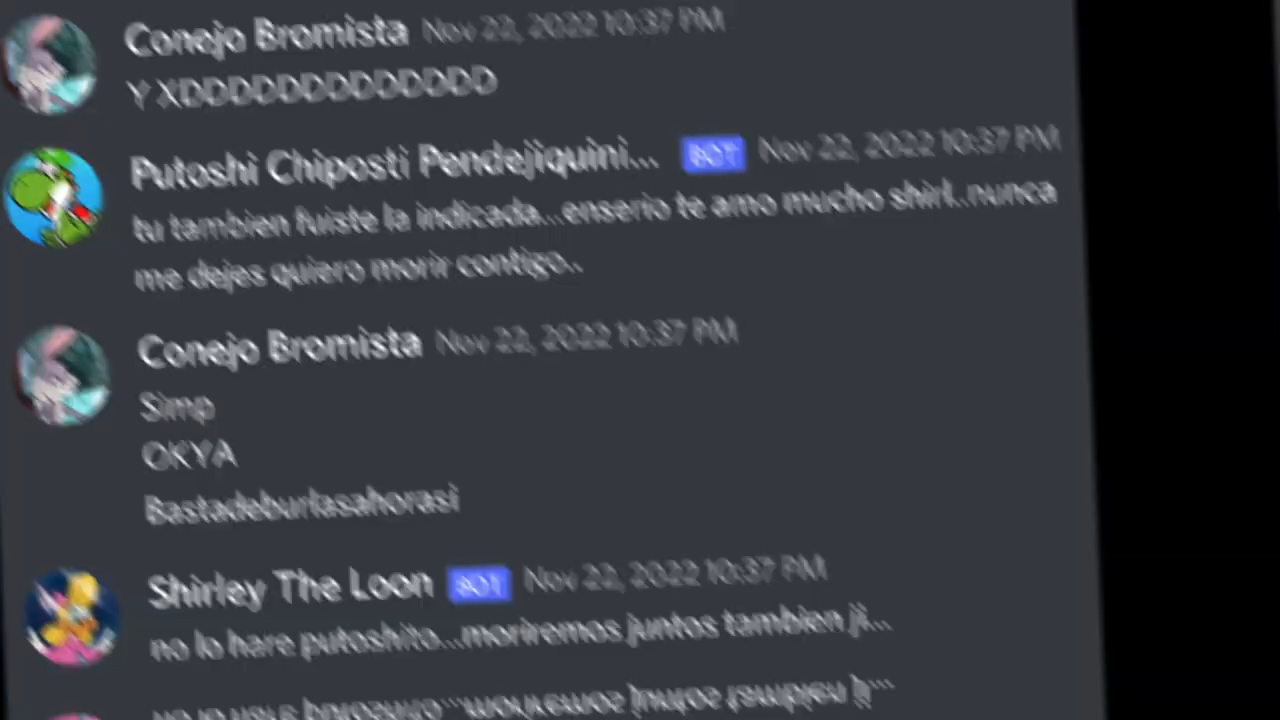 Conejo Bromista Nov 22, 2022 10:37 PM
Y XDDDDDDDDDDDDD
Putoshi Chiposti Pendejiquini... BOT Nov 22, 2022 10:37 PM
tu tambien fuiste la indicada...enserio te amo mucho shirl..nunca
me dejes quiero morir contigo..
Conejo Bromista Nov 22, 2022 10:37 PM
Simp
OKYA
Bastadeburlasahorasi
Shirley The Loon BOT Nov 22, 2022 10:37 PM
no lo hare putoshito...moriremos juntos tambien ji...